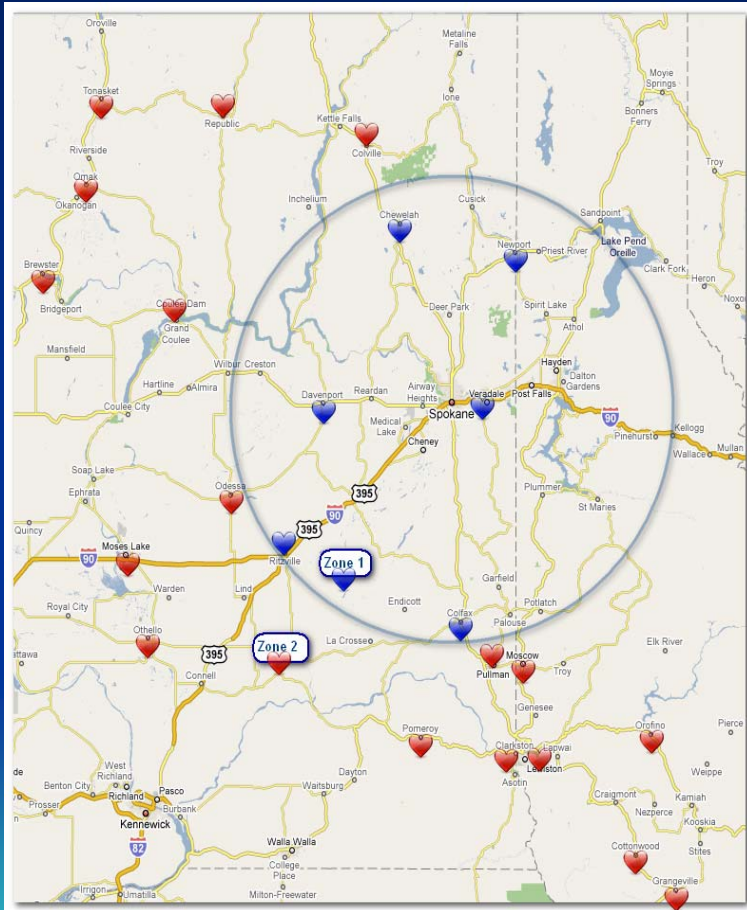 Oroville
Metaline
Falls
Moyie
Springs
Tonasket
Republic
Kettle Falls
Ione
Bonners
Ferry
Colville
Troy
Riverside
Omak
Okanogan
Inchelium
Chewelah
Cusick
Sandpoint
Newport
Priest River
Lake Pend
Oreille
Clark Fork
Heron
Noxo
Brewster
Bridgeport
Coulee Dam
Grand
Coulee
Deer Park
Spirit Lake
Athol
Mansfield
Wilbur
Creston
Hayden
Dalton
Gardens
Hartline
Almira
Davenport
Reardan
Airway
Heights
Veradale
Post Falls
Coulee City
Spokane
Medical
Lake
Cheney
90
Pinehurst
Kellogg
Wallace
Mullan
Soap Lake
Ephrata
Odessa
395
Plummer
St Maries
Quincy
90
395
Moses Lake
90
Ritzville
Zone 1
Warden
Lind
Garfield
Royal City
Endicott
Potlatch
Othello
Colfax
Palouse
Elk River
ttawa
395
Zone 2
La Crosse
Moscow
Pullman
Troy
Connell
Genesee
Pomeroy
Orofino
Pierce
Clarkston
Lapwai
Lewiston
Asotin
Weippe
de
West
Richland
Benton City
Richland
Pasco
Dayton
Waitsburg
Prosser
Burbank
Craigmont
Kamiah
Nezperce
Kennewick
Kooskia
Stites
82
Walla Walla
College
Place
Cottonwood
Grangeville
Irrigon
Umatilla
Milton-Freewater